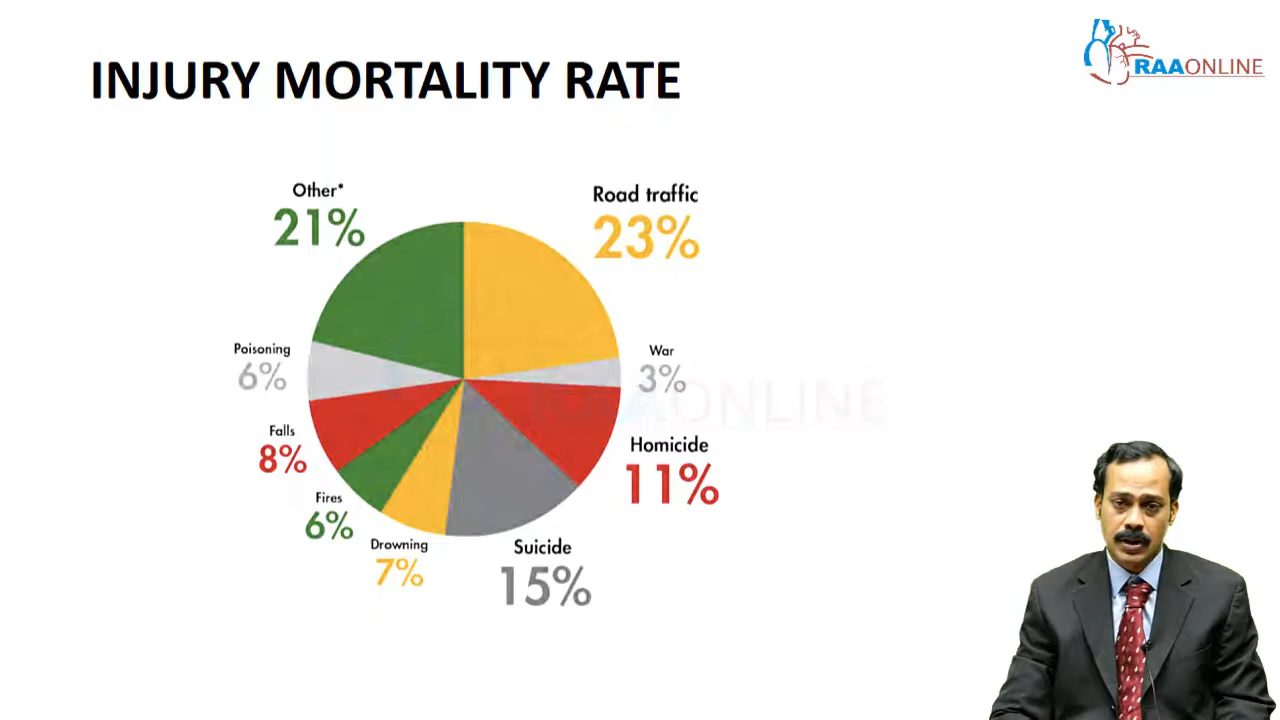 INJURY MORTALITY RATE
RAAONLINE
Other*
21%
Road traffic
23%
Poisoning
6%
War
3%
Falls
8%
Homicide
11%
Fires
6%
Drowning
7%
Suicide
15%